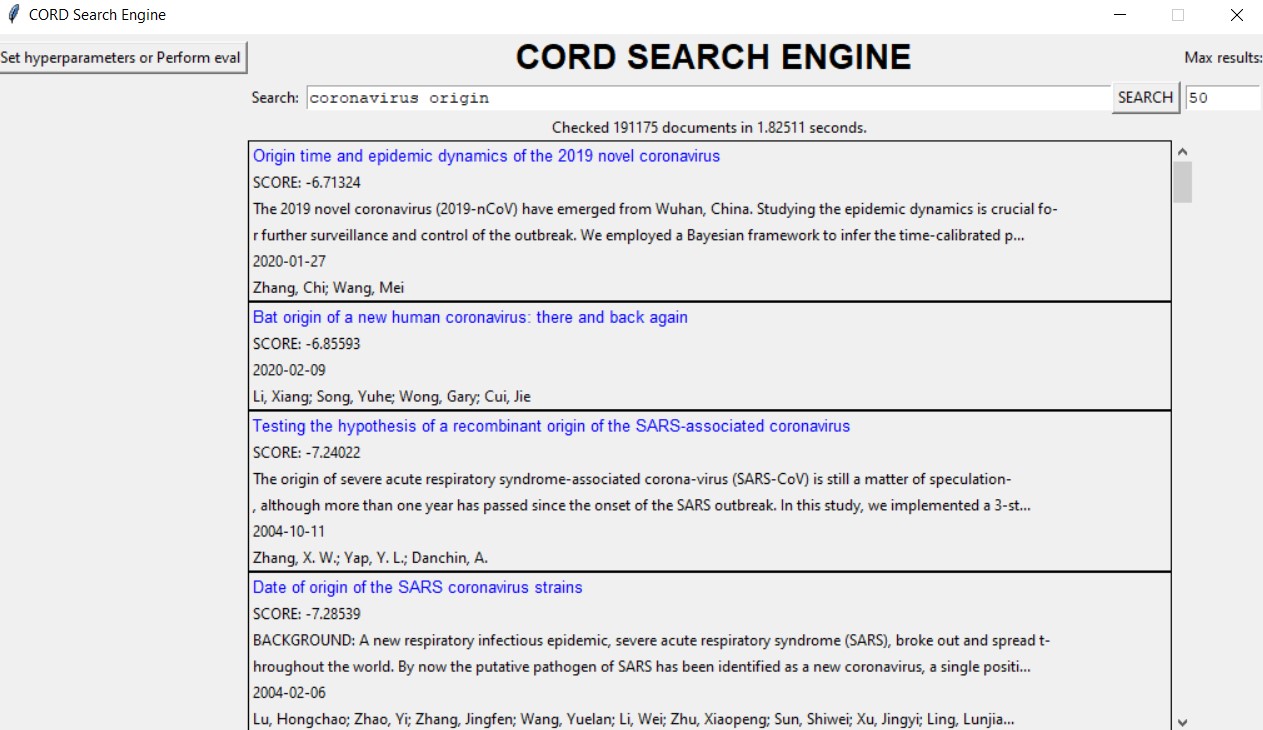 CORD Search Engine
Set hyperparameters or Perform eval
CORD SEARCH ENGINE
Max results:
Search: coronavirus origin SEARCH 50
Checked 191175 documents in 1.82511 seconds.
Origin time and epidemic dynamics of the 2019 novel coronavirus
SCORE: -6.71324
The 2019 novel coronavirus (2019-nCoV) have emerged from Wuhan, China. Studying the epidemic dynamics is crucial fo-
r further surveillance and control of the outbreak. We employed a Bayesian framework to infer the time-calibrated p...
2020-01-27
Zhang, Chi; Wang, Mei
Bat origin of a new human coronavirus: there and back again
SCORE: -6.85593
2020-02-09
Li, Xiang; Song, Yuhe; Wong, Gary; Cui, Jie
Testing the hypothesis of a recombinant origin of the SARS-associated coronavirus
SCORE: -7.24022
The origin of severe acute respiratory syndrome-associated corona-virus (SARS-CoV) is still a matter of speculation-
, although more than one year has passed since the onset of the SARS outbreak. In this study, we implemented a 3-st...
2004-10-11
Zhang, X. W.; Yap, Y. L.; Danchin, A.
Date of origin of the SARS coronavirus strains
SCORE: -7.28539
BACKGROUND: A new respiratory infectious epidemic, severe acute respiratory syndrome (SARS), broke out and spread t-
hroughout the world. By now the putative pathogen of SARS has been identified as a new coronavirus, a single positi...
2004-02-06
Lu, Hongchao; Zhao, Yi; Zhang, Jingfen; Wang, Yuelan; Li, Wei; Zhu, Xiaopeng; Sun, Shiwei; Xu, Jingyi; Ling, Lunjia...